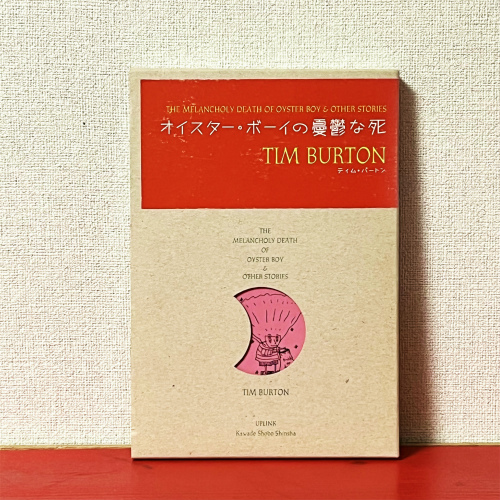 THE MELANCHOLY DEATH OF OYSTER BOY & OTHER STORIES
オイスター・ボーイの憂鬱な死
TIM BURTON
ティム・バートン
THE
MELANCHOLY DEATH
OF
OYSTER BOY
&
OTHER STORIES
TIM BURTON
UPLINK
Kawade Shobo Shinsha